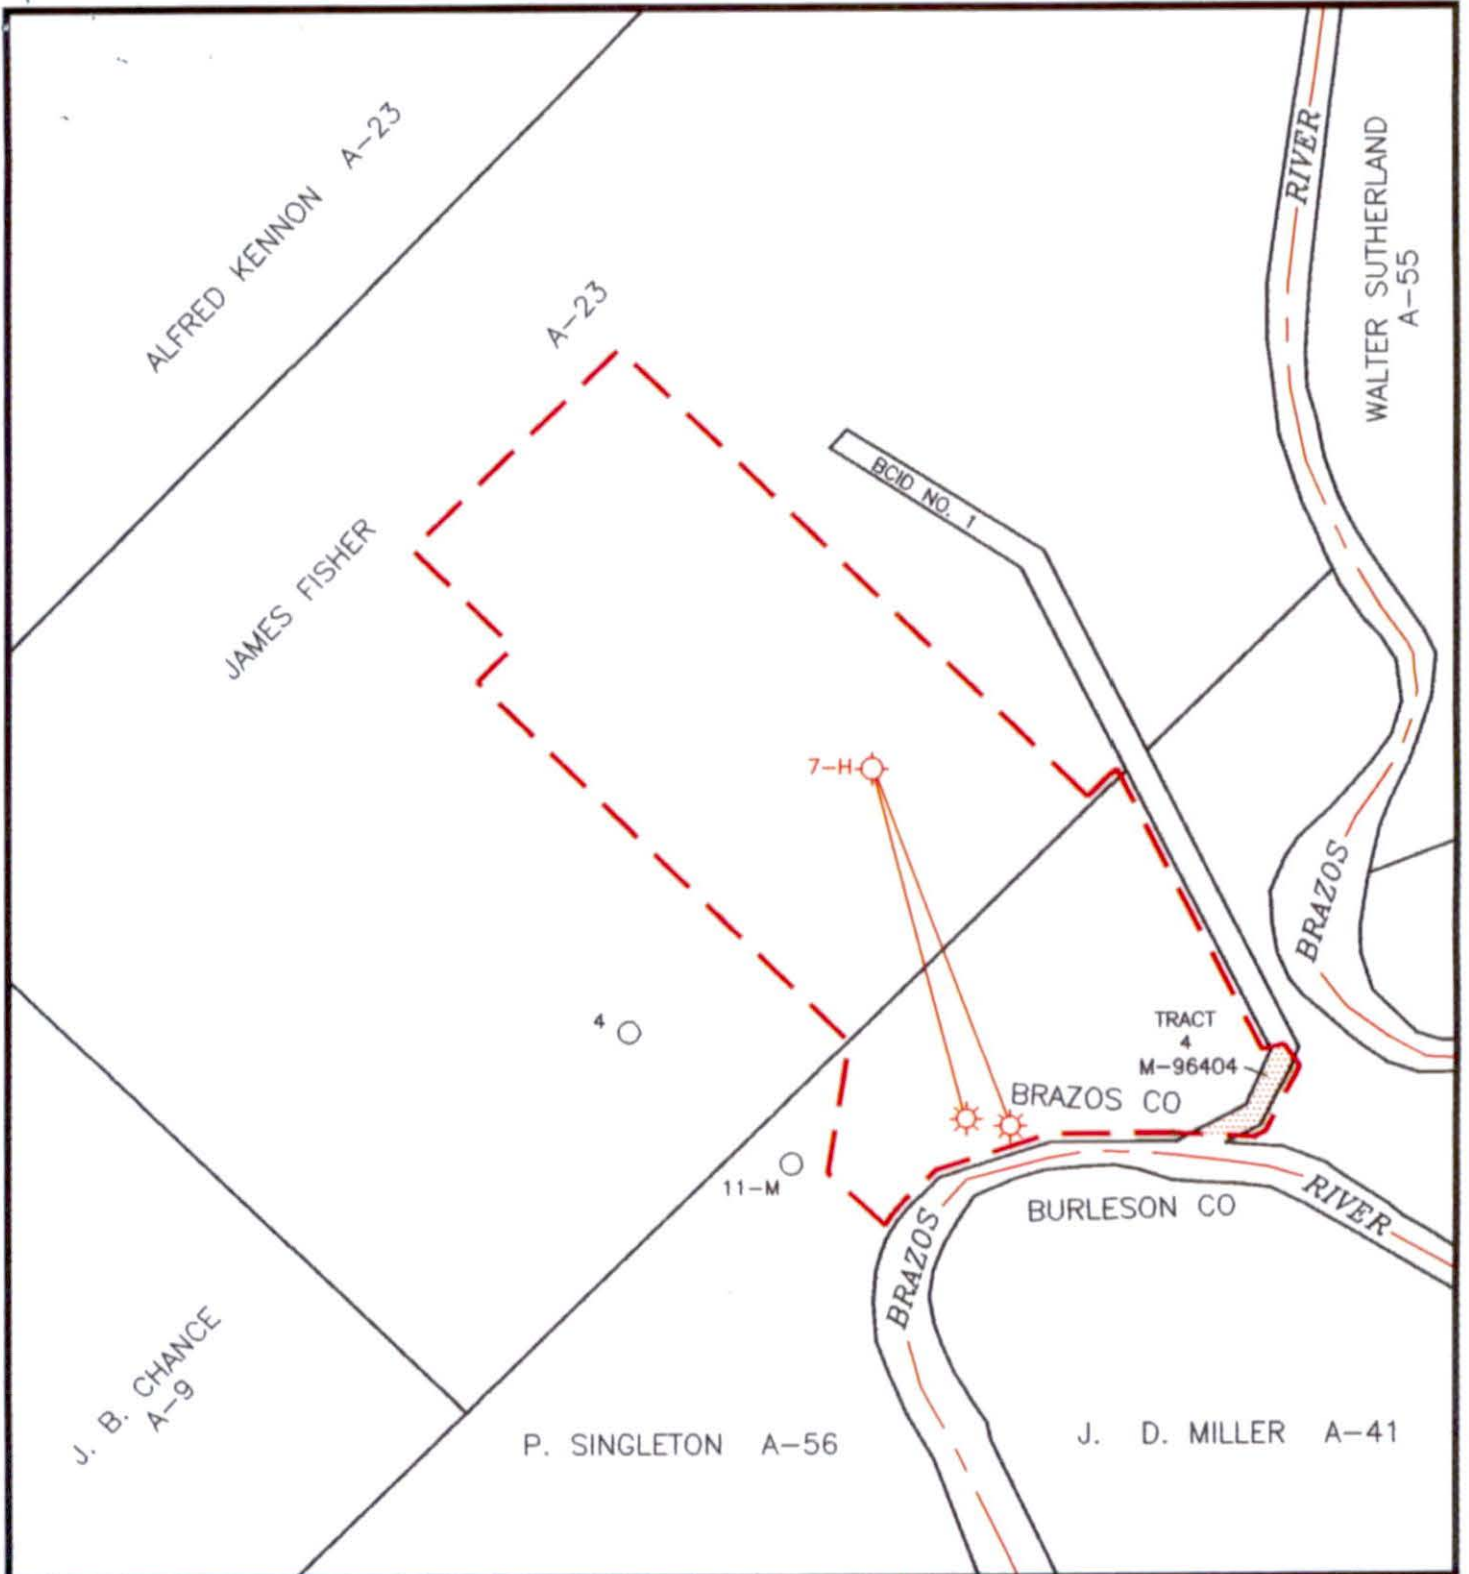 ALFRED KENNON A-23
RIVER
WALTER SUTHERLAND
A-55
A-23
BCID NO. 1
JAMES FISHER
7-H
BRAZOS
4
TRACT
4
M-96404
BRAZOS CO
11-M
BURLESON CO
RIVER
BRAZOS
J. B. CHANCE
A-9
P. SINGLETON A-56
J. D. MILLER A-41